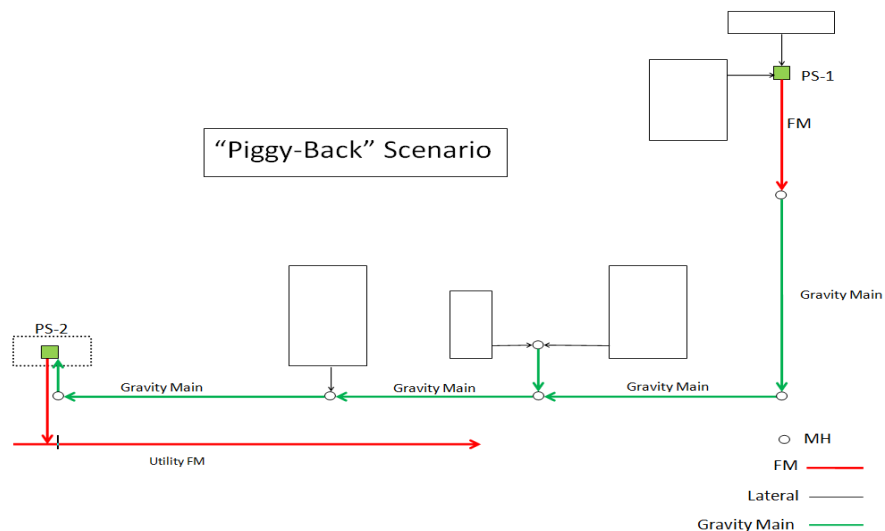 PS-1
FM
“Piggy-Back” Scenario
Gravity Main
PS-2
Gravity Main
Gravity Main
Gravity Main
Utility FM
MH
FM
Lateral
Gravity Main